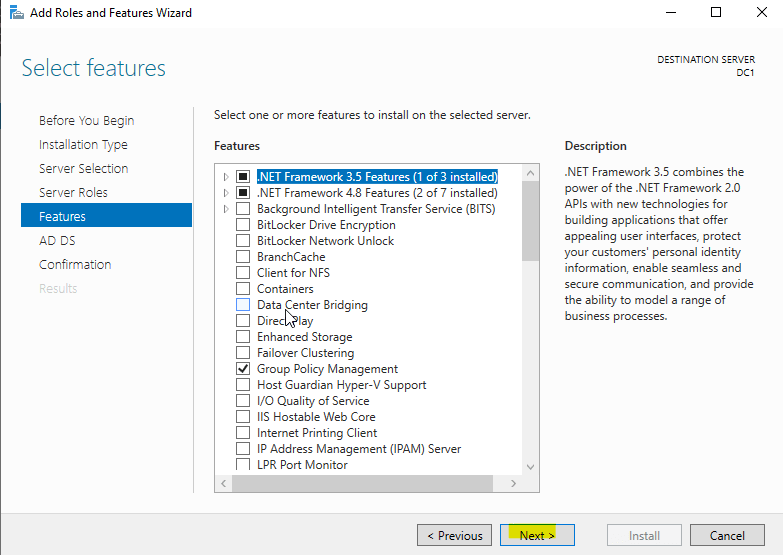 Add Roles and Features Wizard
Select features
DESTINATION SERVER
DC1
Before You Begin
Installation Type
Server Selection
Server Roles
Features
AD DS
Confirmation
Results
Select one or more features to install on the selected server.
Features
.NET Framework 3.5 Features (1 of 3 installed)
.NET Framework 4.8 Features (2 of 7 installed)
Background Intelligent Transfer Service (BITS)
BitLocker Drive Encryption
BitLocker Network Unlock
BranchCache
Client for NFS
Containers
Data Center Bridging
Direct Play
Enhanced Storage
Failover Clustering
Group Policy Management
Host Guardian Hyper-V Support
I/O Quality of Service
IIS Hostable Web Core
Internet Printing Client
IP Address Management (IPAM) Server
LPR Port Monitor
Description
.NET Framework 3.5 combines the
power of the .NET Framework 2.0
APIs with new technologies for
building applications that offer
appealing user interfaces, protect
your customers' personal identity
information, enable seamless and
secure communication, and provide
the ability to model a range of
business processes.
< Previous
Next >
Install
Cancel